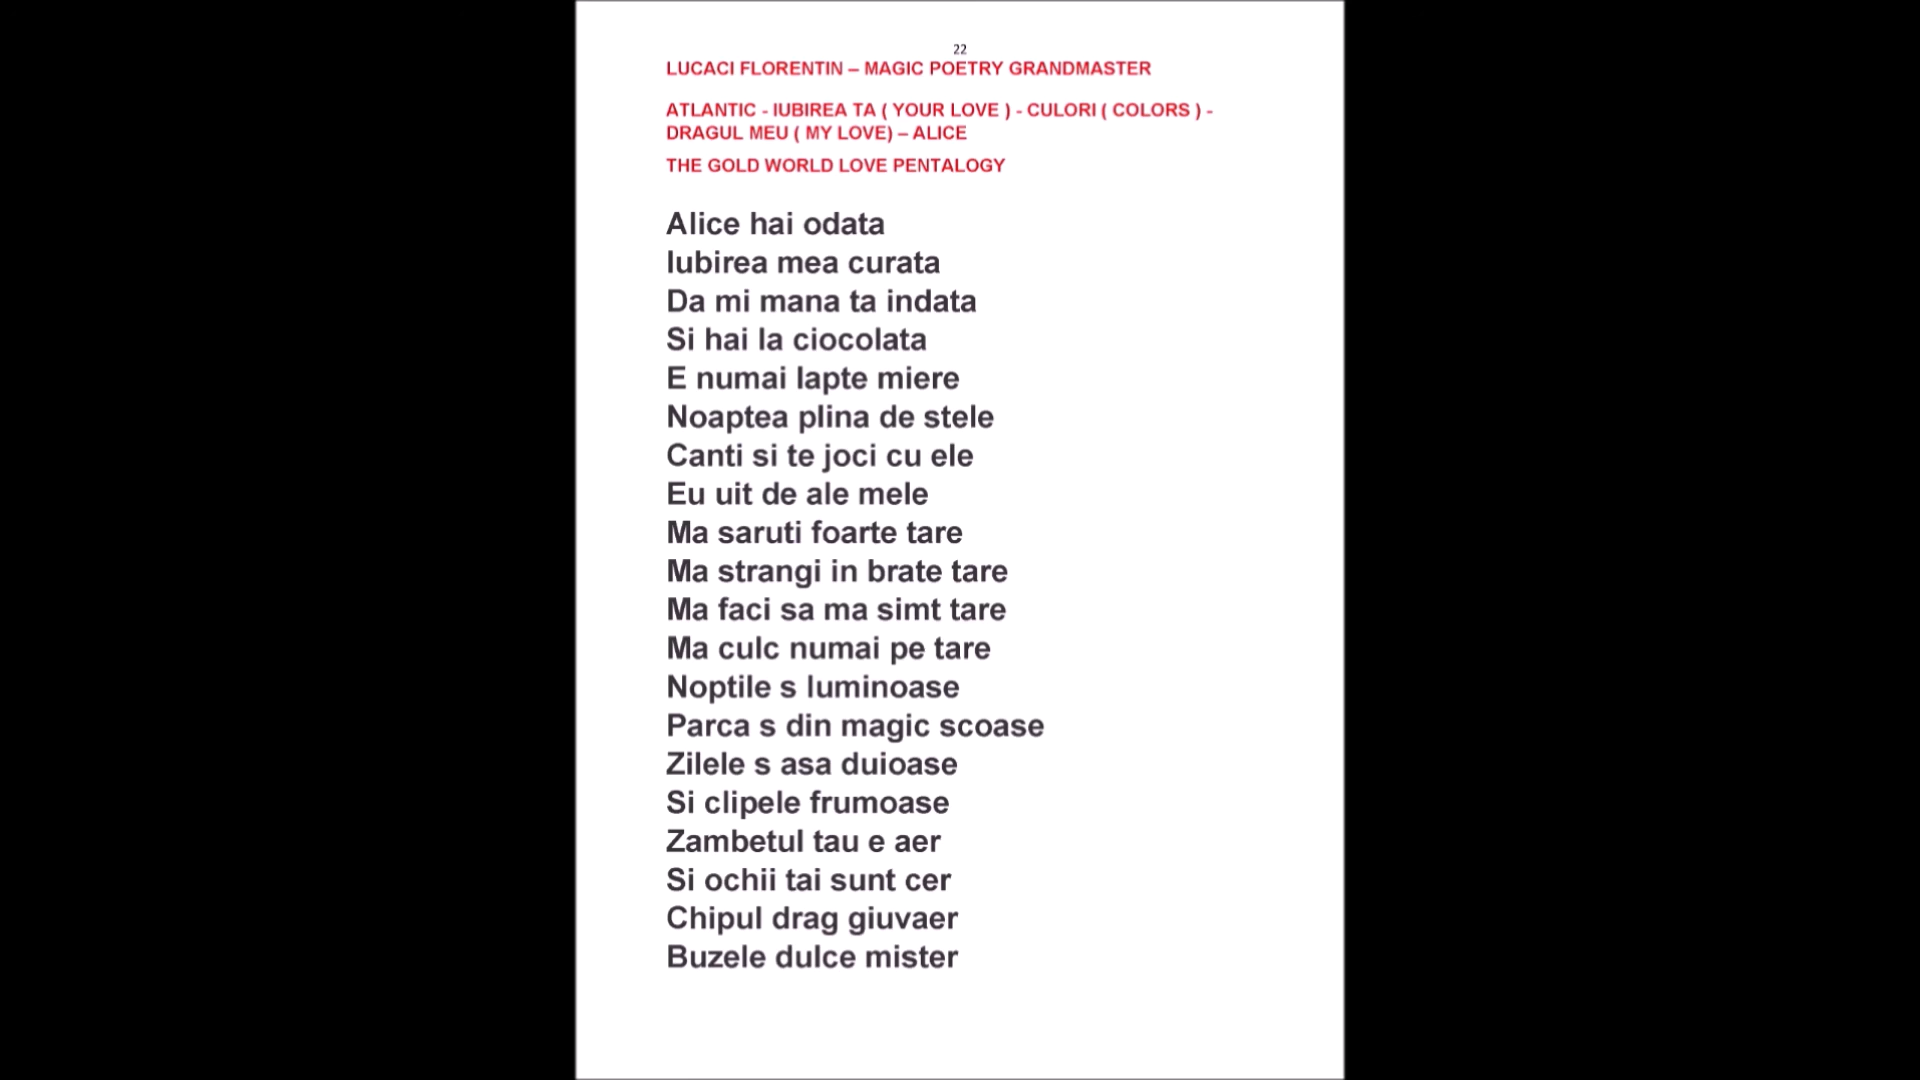 22
LUCACI FLORENTIN – MAGIC POETRY GRANDMASTER
ATLANTIC - IUBIREA TA ( YOUR LOVE ) - CULORI ( COLORS ) -
DRAGUL MEU ( MY LOVE) – ALICE
THE GOLD WORLD LOVE PENTALOGY
Alice hai odata
Iubirea mea curata
Da mi mana ta indata
Si hai la ciocolata
E numai lapte miere
Noaptea plina de stele
Canti si te joci cu ele
Eu uit de ale mele
Ma saruti foarte tare
Ma strangi in brate tare
Ma faci sa ma simt tare
Ma culc numai pe tare
Noptile s luminoase
Parca s din magic scoase
Zilele s asa duioase
Si clipele frumoase
Zambetul tau e aer
Si ochii tai sunt cer
Chipul drag giuvaer
Buzele dulce mister